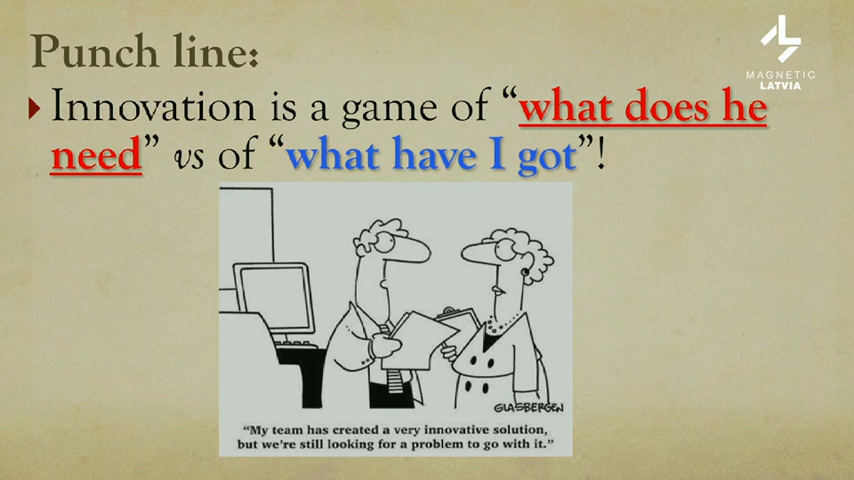 Punch line:
MAGNETIC
LATVIA
Innovation is a game of “what does he
need” vs of “what have I got”!
GLASBERGEN
“My team has created a very innovative solution,
but we’re still looking for a problem to go with it.”